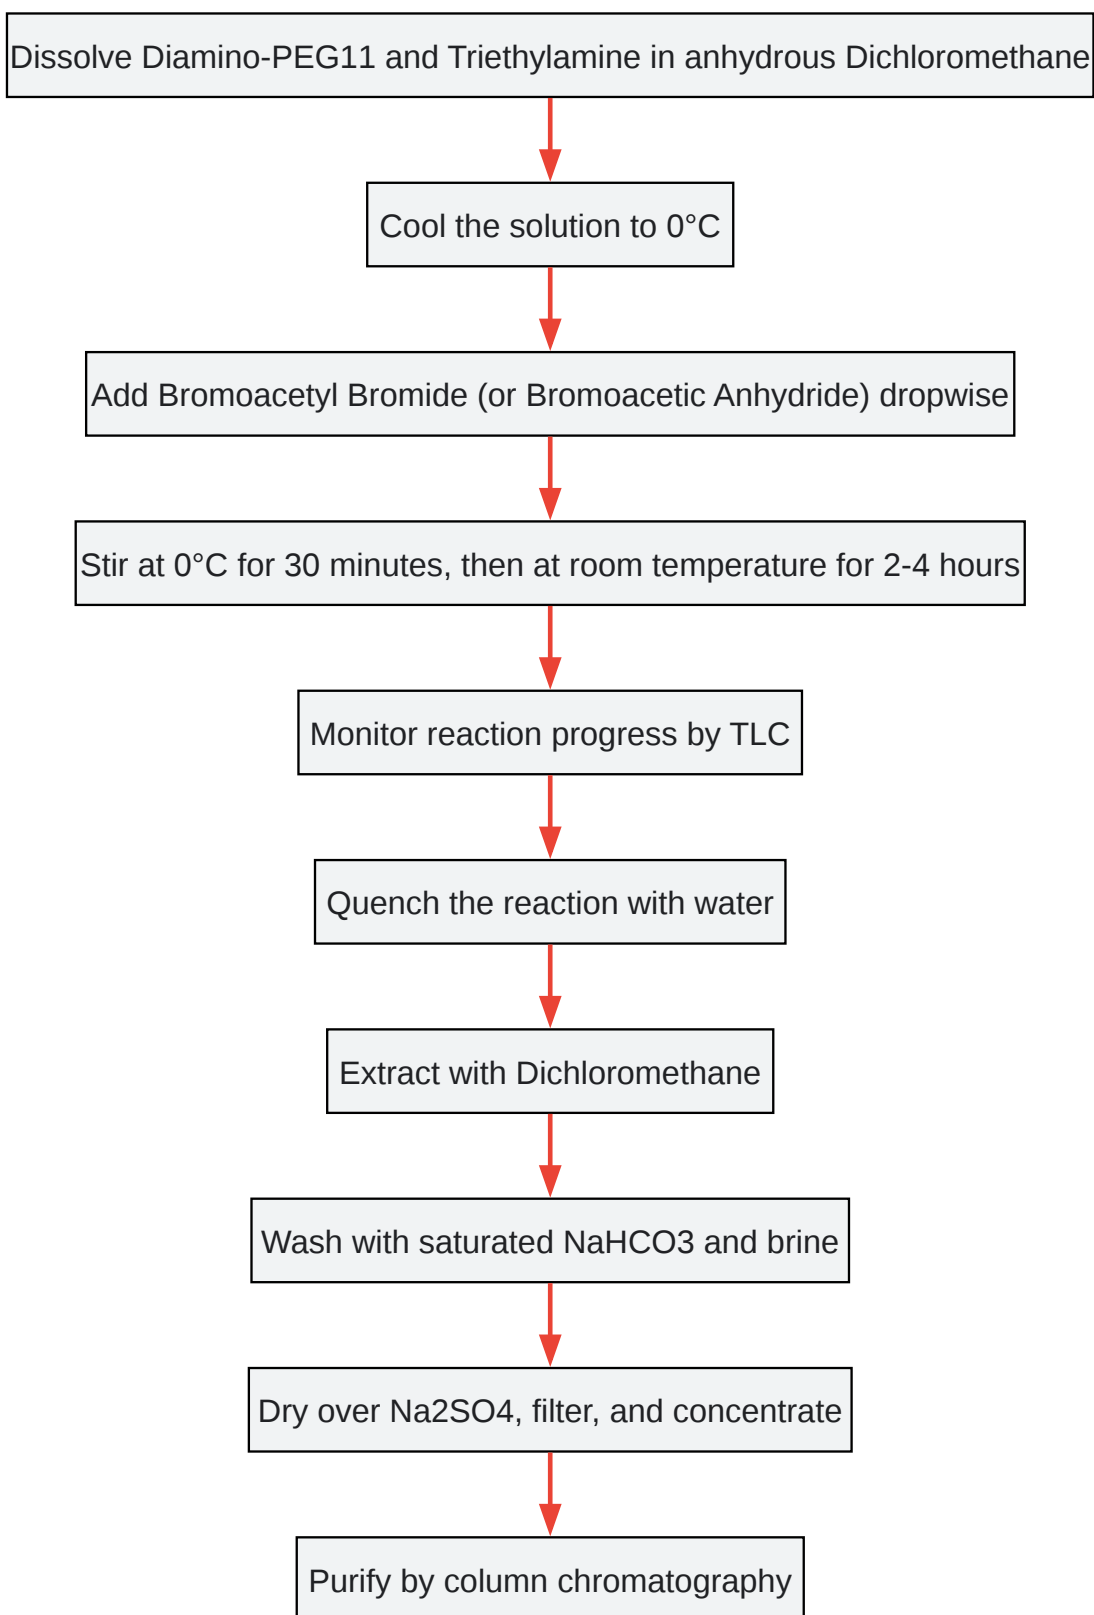 Dissolve Diamino-PEG11 and Triethylamine in anhydrous Dichloromethane
Cool the solution to 0°C
Add Bromoacetyl Bromide (or Bromoacetic Anhydride) dropwise
Stir at 0°C for 30 minutes, then at room temperature for 2-4 hours
Monitor reaction progress by TLC
Quench the reaction with water
Extract with Dichloromethane
Wash with saturated NaHCO3 and brine
Dry over Na2SO4, filter, and concentrate
Purify by column chromatography